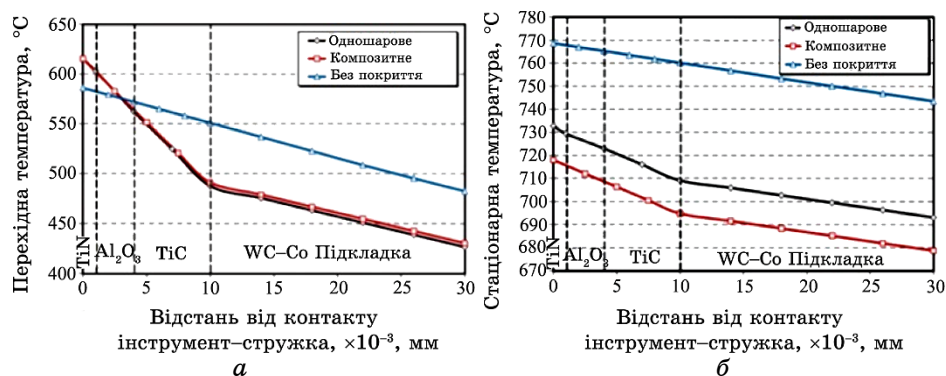 Перехідна температура, °C
650
600
550
500
450
400
Одношарове
Композитне
Без покриття
TiN
Al₂O₃
TiC
WC–Co Підкладка
0
5
10
15
20
25
30
Відстань від контакту
інструмент–стружка, ×10⁻³, мм
а
Стаціонарна температура, °C
770
760
750
740
730
720
710
700
690
680
670
Одношарове
Композитне
Без покриття
TiN
Al₂O₃
TiC
WC–Co Підкладка
0
5
10
15
20
25
30
Відстань від контакту
інструмент–стружка, ×10⁻³, мм
б